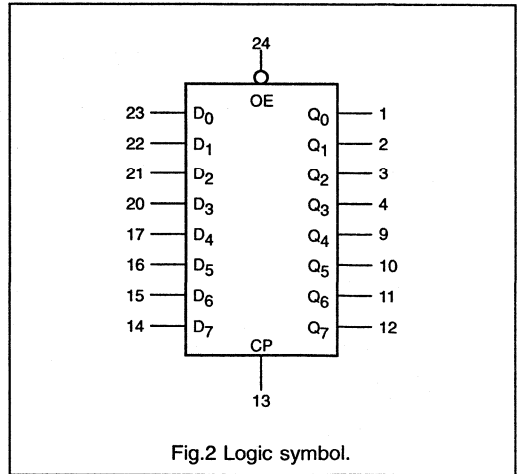 24
OE
23 D0 Q0 1
22 D1 Q1 2
21 D2 Q2 3
20 D3 Q3 4
17 D4 Q4 9
16 D5 Q5 10
15 D6 Q6 11
14 D7 Q7 12
CP
13
Fig.2 Logic symbol.